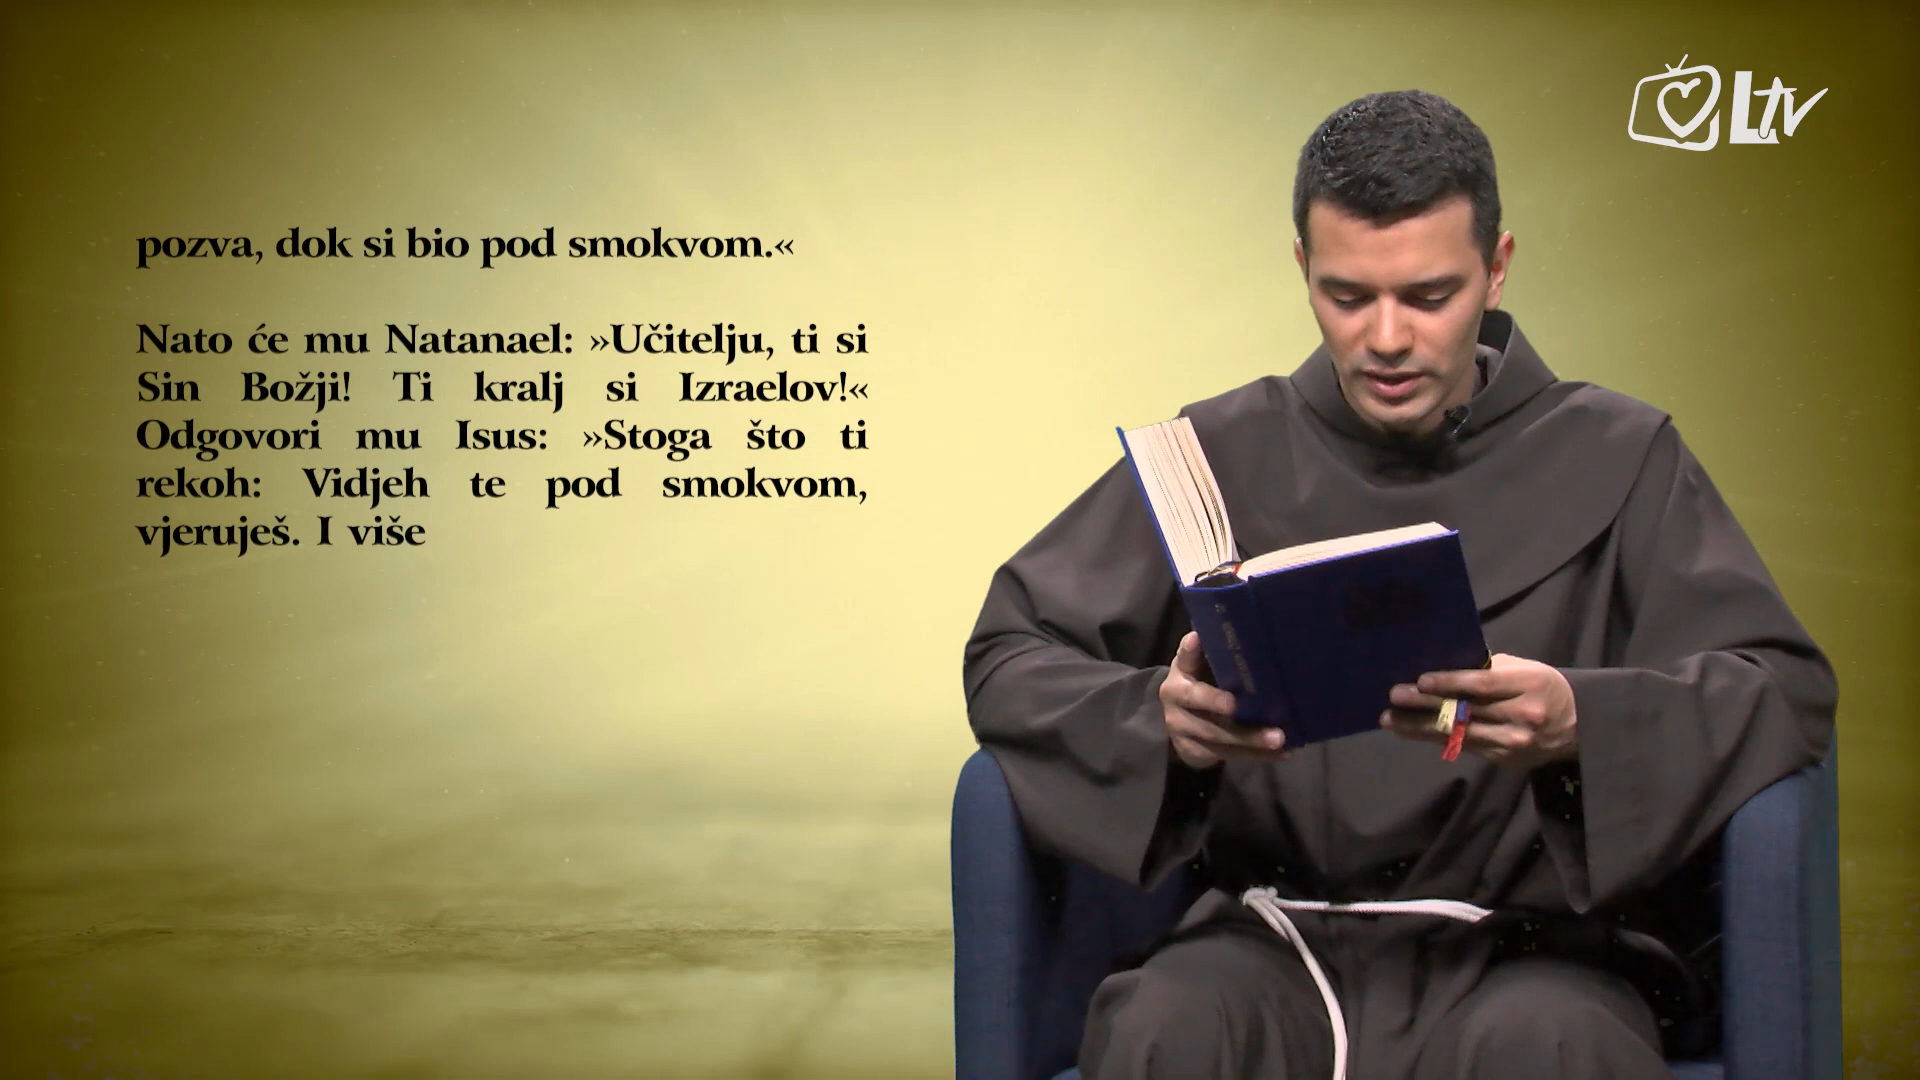 LTV
pozva, dok si bio pod smokvom.«
Nato će mu Natanael: »Učitelju, ti si
Sin Božji! Ti kralj si Izraelov!«
Odgovori mu Isus: »Stoga što ti
rekoh: Vidjeh te pod smokvom,
vjeruješ. I više